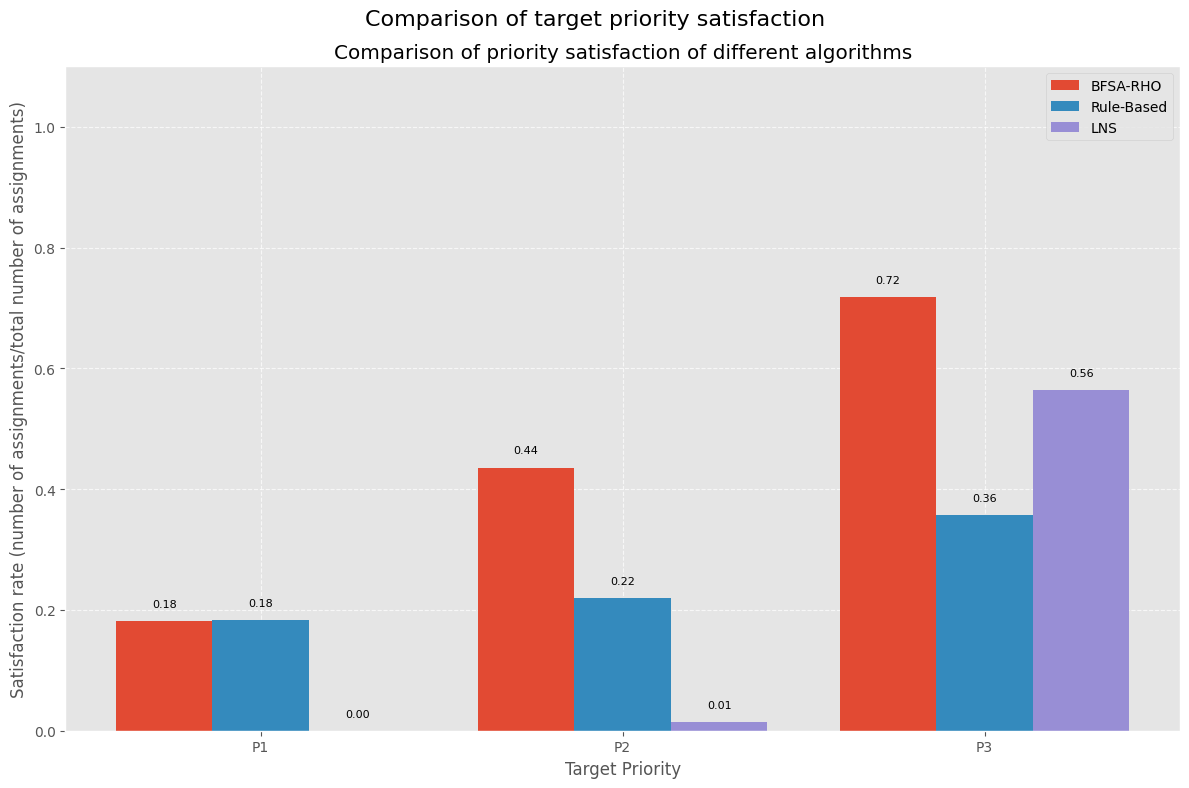 Comparison of target priority satisfaction
Comparison of priority satisfaction of different algorithms
Satisfaction rate (number of assignments/total number of assignments)
1.0
0.8
0.6
0.4
0.2
0.0
BFSA-RHO
Rule-Based
LNS
0.18
0.18
0.00
0.44
0.22
0.01
0.72
0.36
0.56
P1
P2
P3
Target Priority